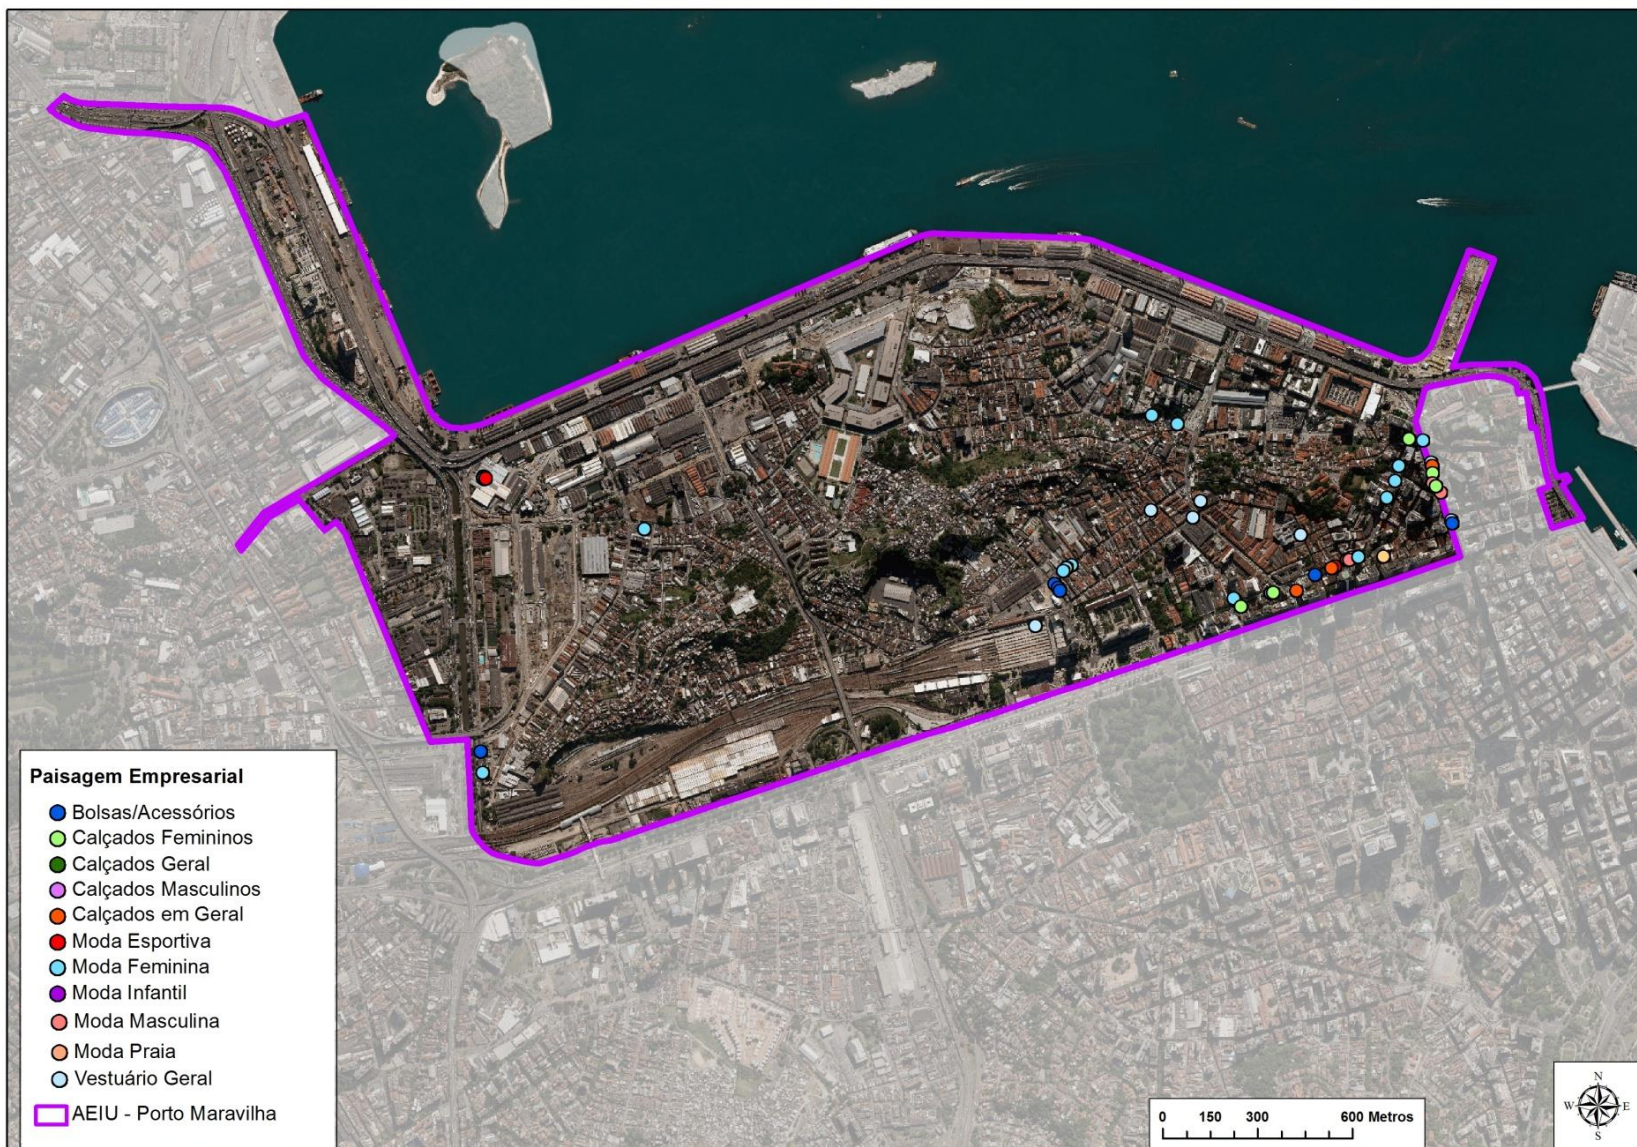 Paisagem Empresarial
Bolsas/Acessórios
Calçados Femininos
Calçados Geral
Calçados Masculinos
Calçados em Geral
Moda Esportiva
Moda Feminina
Moda Infantil
Moda Masculina
Moda Praia
Vestuário Geral
AEIU - Porto Maravilha
0 150 300 600 Metros
N
W E
S